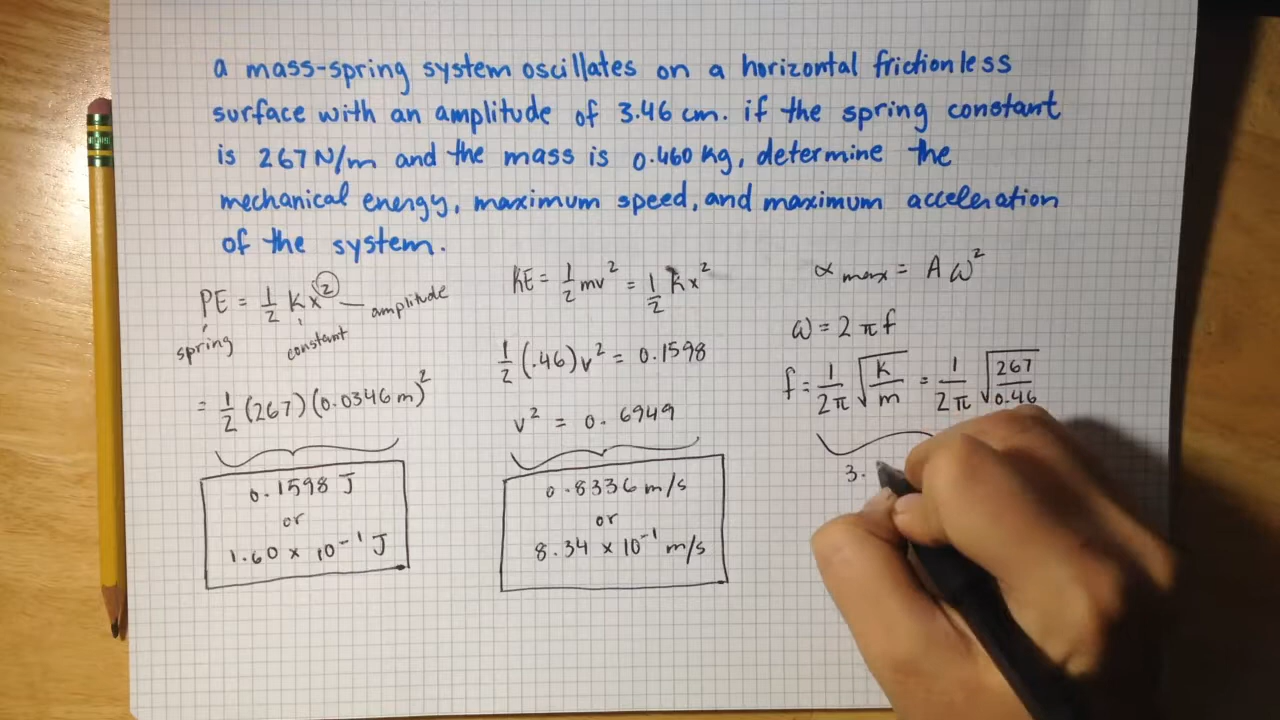 a mass-spring system oscillates on a horizontal frictionless
surface with an amplitude of 3.46 cm. if the spring constant
is 267 N/m and the mass is 0.460 kg, determine the
mechanical energy, maximum speed, and maximum acceleration
of the system.
PE = 1/2 Kx² — amplitude
spring
constant
= 1/2 (267)(0.0346 m)²
0.1598 J
or
1.60 x 10⁻¹ J
KE = 1/2 mv² = 1/2 Kx²
1/2 (.46)v² = 0.1598
v² = 0.6949
0.8336 m/s
or
8.34 x 10⁻¹ m/s
∝ max = A ω²
ω = 2πf
f = 1/2π √K/m = 1/2π √267/0.46
3.